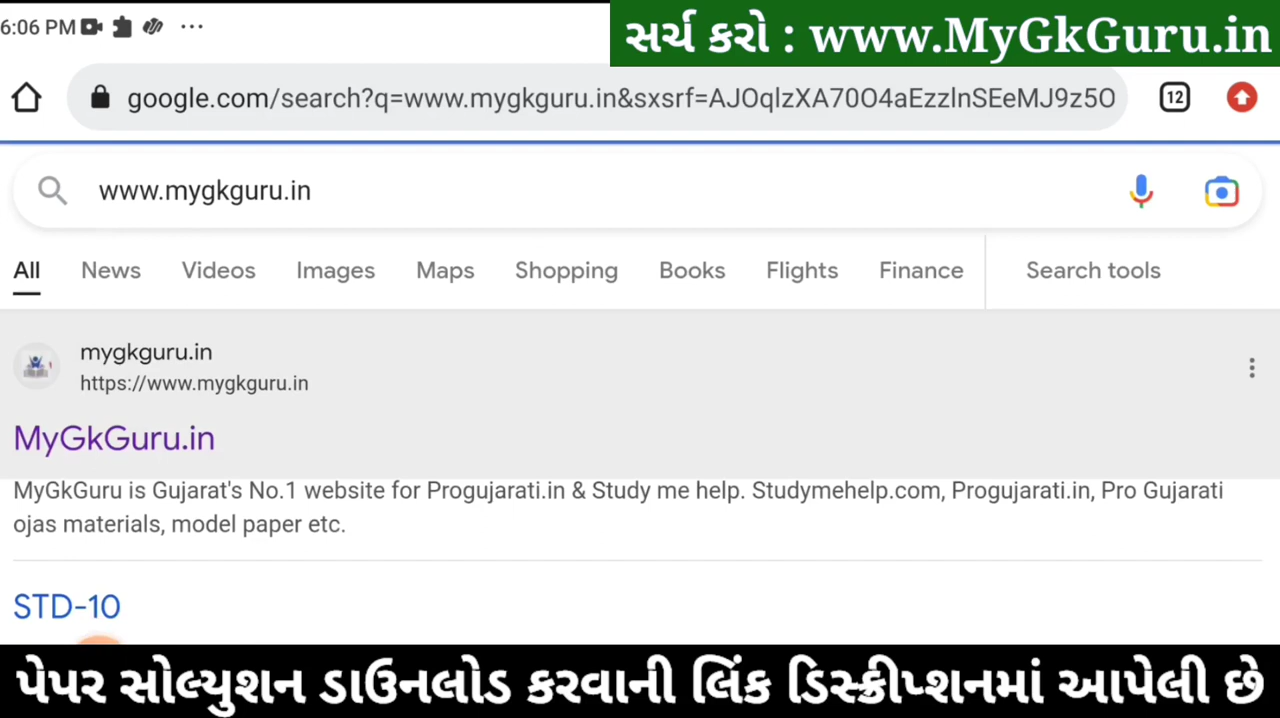 6:06 PM ...
સર્ચ કરો : www.MyGkGuru.in
google.com/search?q=www.mygkguru.in&sxsrf=AJOqlzXA70O4aEzzlnSEeMJ9z5O
12
www.mygkguru.in
All News Videos Images Maps Shopping Books Flights Finance Search tools
mygkguru.in
https://www.mygkguru.in
MyGkGuru.in
MyGkGuru is Gujarat's No.1 website for Progujarati.in & Study me help. Studymehelp.com, Progujarati.in, Pro Gujarati
ojas materials, model paper etc.
STD-10
પેપર સોલ્યુશન ડાઉનલોડ કરવાની લિંક ડિસ્ક્રીપ્શનમાં આપેલી છે